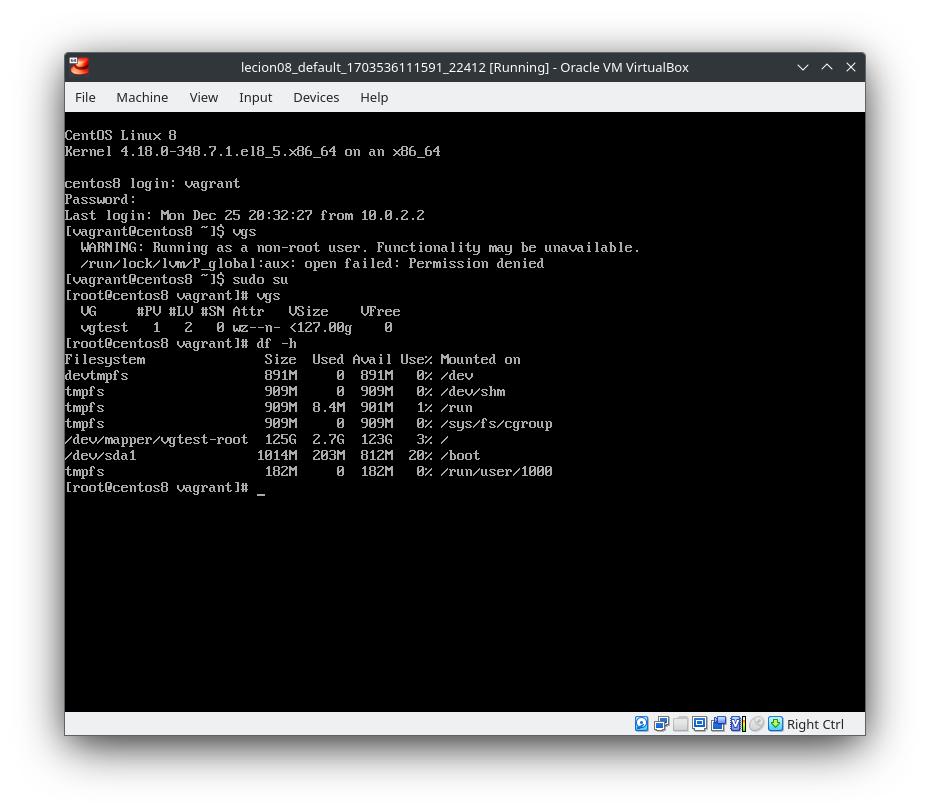 lecion08_default_1703536111591_22412 [Running] - Oracle VM VirtualBox
File Machine View Input Devices Help
CentOS Linux 8
Kernel 4.18.0-348.7.1.el8_5.x86_64 on an x86_64
centos8 login: vagrant
Password:
Last login: Mon Dec 25 20:32:27 from 10.0.2.2
[vagrant@centos8 ~]$ vgs
  WARNING: Running as a non-root user. Functionality may be unavailable.
  /run/lock/lvm/P_global:aux: open failed: Permission denied
[vagrant@centos8 ~]$ sudo su
[root@centos8 vagrant]# vgs
  VG     #PV #LV #SN Attr   VSize    VFree
  vgtest   1   2   0 wz--n- <127.00g    0
[root@centos8 vagrant]# df -h
Filesystem               Size  Used Avail Use% Mounted on
devtmpfs                 891M     0  891M   0% /dev
tmpfs                    909M     0  909M   0% /dev/shm
tmpfs                    909M  8.4M  901M   1% /run
tmpfs                    909M     0  909M   0% /sys/fs/cgroup
/dev/mapper/vgtest-root  125G  2.7G  123G   3% /
/dev/sda1               1014M  203M  812M  20% /boot
tmpfs                    182M     0  182M   0% /run/user/1000
[root@centos8 vagrant]# _
Right Ctrl